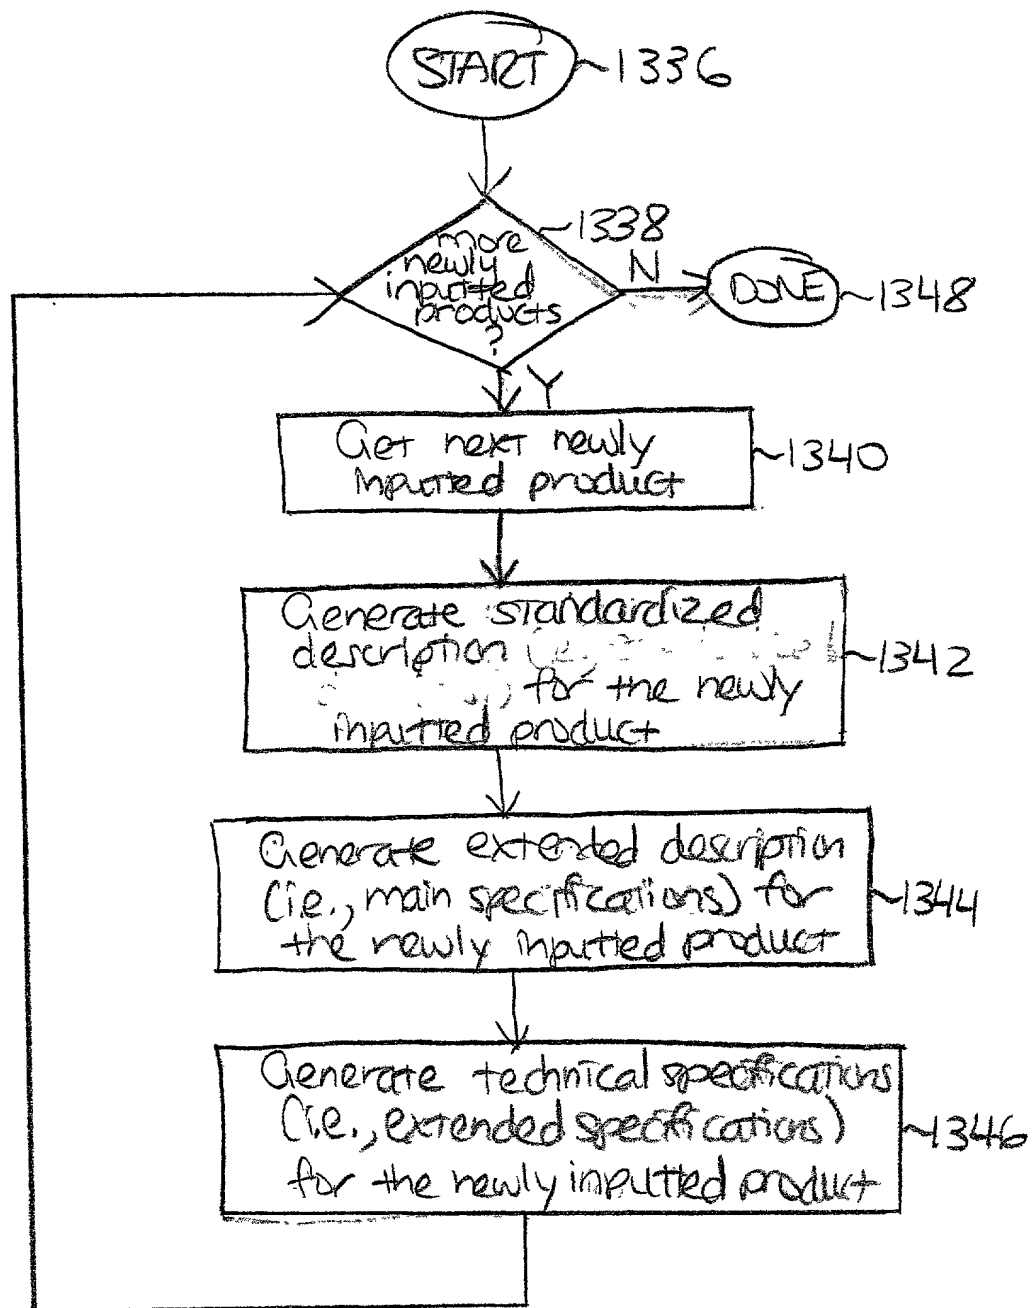 START
1336
1338
more
newly
inputted
products
?
N
DONE
1348
Y
Get next newly
inputted product
1340
Generate standardized
description
for the newly
inputted product
1342
Generate extended description
(i.e., main specifications) for
the newly inputted product
1344
Generate technical specifications
(i.e., extended specifications)
for the newly inputted product
1346